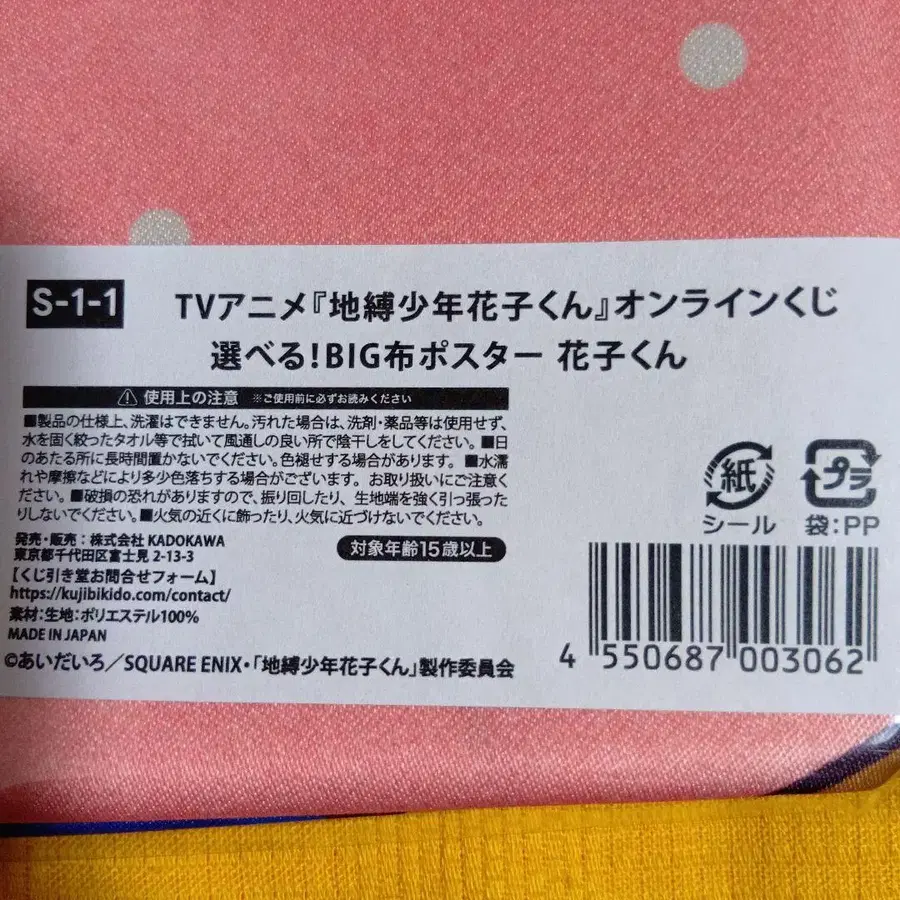 S-1-1
TVアニメ『地縛少年花子くん』オンラインくじ
選べる!BIG布ポスター 花子くん
使用上の注意 ※ご使用前に必ずお読みください
■製品の仕様上、洗濯はできません。汚れた場合は、洗剤・薬品等は使用せず、
水を固く絞ったタオル等で拭いて風通しの良い所で陰干しをしてください。■日
のあたる所に長時間置かないでください。色褪せする場合があります。■水濡
れや摩擦などにより多少色落ちする場合がございます。お取り扱いにご注意く
ださい。■破損の恐れがありますので、振り回したり、生地端を強く引っ張った
りしないでください。■火気の近くに飾ったり、火気に近づけないでください。
発売・販売:株式会社 KADOKAWA
東京都千代田区富士見 2-13-3
【くじ引き堂お問合せフォーム】
https://kujibikido.com/contact/
素材:生地:ポリエステル100%
MADE IN JAPAN
©あいだいろ/SQUARE ENIX・「地縛少年花子くん」製作委員会
対象年齢15歳以上
紙
シール
プラ
袋:PP
4 550687 003062